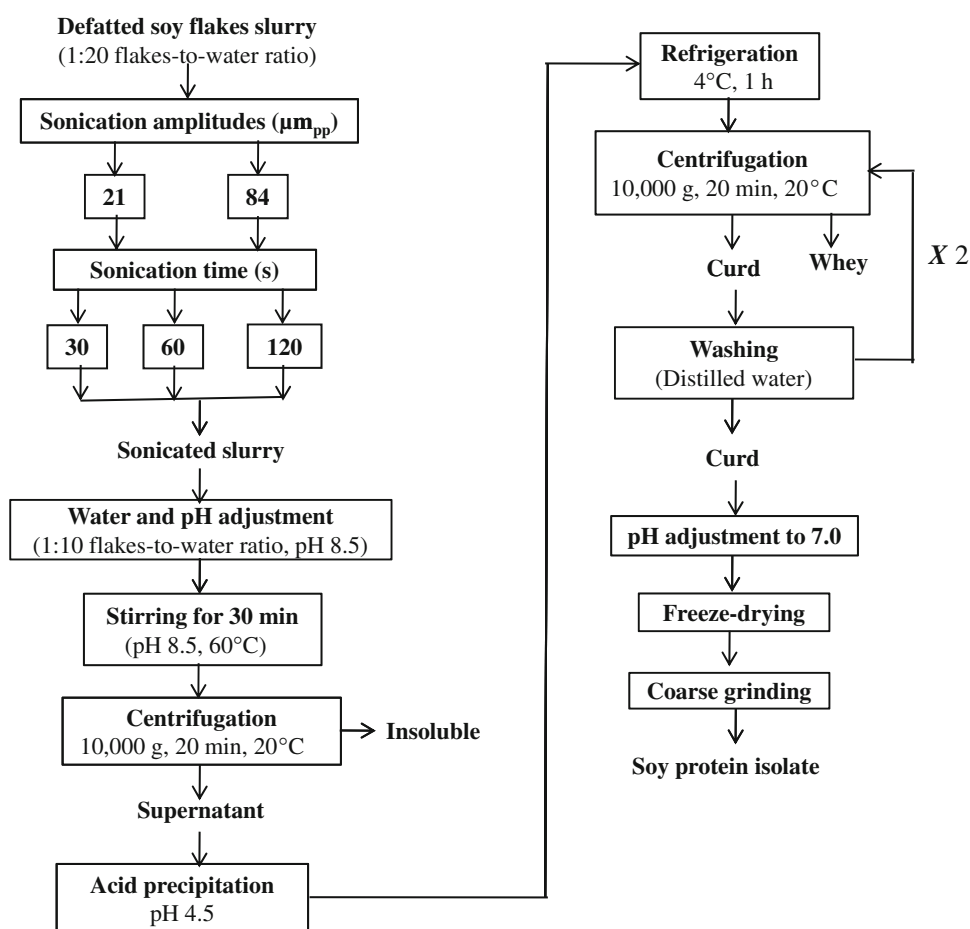 Defatted soy flakes slurry
(1:20 flakes-to-water ratio)
Sonication amplitudes (µmpp)
21
84
Sonication time (s)
30
60
120
Sonicated slurry
Water and pH adjustment
(1:10 flakes-to-water ratio, pH 8.5)
Stirring for 30 min
(pH 8.5, 60°C)
Centrifugation
10,000 g, 20 min, 20°C
Insoluble
Supernatant
Acid precipitation
pH 4.5
Refrigeration
4°C, 1 h
Centrifugation
10,000 g, 20 min, 20°C
Curd
Whey
X 2
Washing
(Distilled water)
Curd
pH adjustment to 7.0
Freeze-drying
Coarse grinding
Soy protein isolate